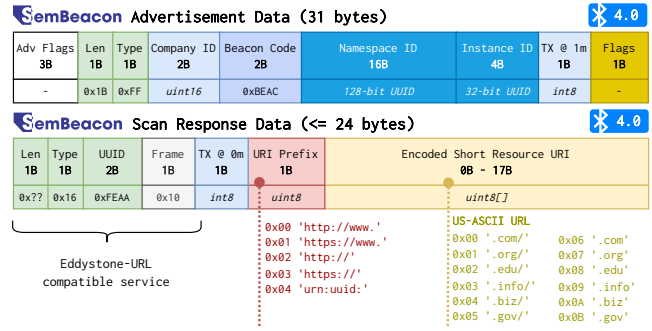 SemBeacon Advertisement Data (31 bytes) 4.0
Adv Flags Len Type Company ID Beacon Code Namespace ID Instance ID TX @ 1m Flags
3B 1B 1B 2B 2B 16B 4B 1B 1B
- 0x1B 0xFF uint16 0xBEAC 128-bit UUID 32-bit UUID int8 -
SemBeacon Scan Response Data (<= 24 bytes) 4.0
Len Type UUID Frame TX @ 0m URI Prefix Encoded Short Resource URI
1B 1B 2B 1B 1B 1B 0B - 17B
0x?? 0x16 0xFEAA 0x10 int8 uint8 uint8[]
Eddystone-URL
compatible service
0x00 'http://www.'
0x01 'https://www.'
0x02 'http://'
0x03 'https://'
0x04 'urn:uuid:'
US-ASCII URL
0x00 '.com/' 0x06 '.com'
0x01 '.org/' 0x07 '.org'
0x02 '.edu/' 0x08 '.edu'
0x03 '.info/' 0x09 '.info'
0x04 '.biz/' 0x0A '.biz'
0x05 '.gov/' 0x0B '.gov'